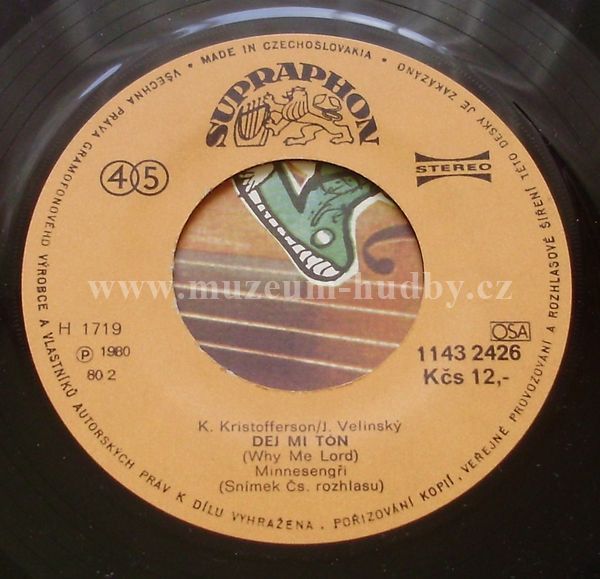 VŠECHNA PRÁVA GRAMOFONOVÉHO VÝROBCE A VLASTNÍKŮ AUTORSKÝCH PRÁV K DÍLU VYHRAŽENA. POŘIZOVÁNÍ KOPIÍ, VEŘEJNÉ PROVOZOVÁNÍ A ROZHLASOVÉ ŠÍŘENÍ TÉTO DESKY JE ZAKÁZÁNO
• MADE IN CZECHOSLOVAKIA •
SUPRAPHON
45
STEREO
www.muzeum-hudby.cz
H 1719
℗ 1980
80 2
OSA
1143 2426
Kčs 12,-
K. Kristofferson/J. Velinský
DEJ MI TÓN
(Why Me Lord)
Minnesengři
(Snímek Čs. rozhlasu)